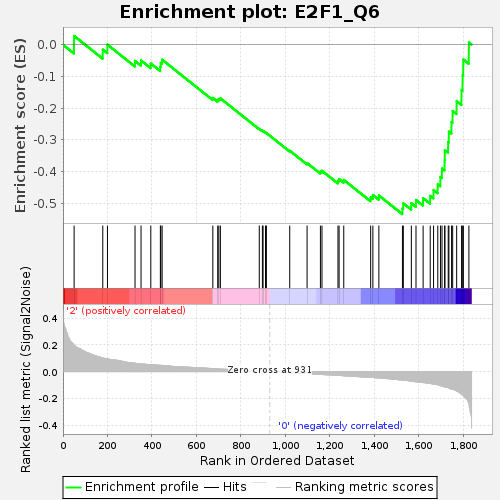 Enrichment plot: E2F1_Q6
Enrichment score (ES)
0.0
-0.1
-0.2
-0.3
-0.4
-0.5
Ranked list metric (Signal2Noise)
'2' (positively correlated)
0.4
0.2
0.0
-0.2
-0.4
Zero cross at 931
'0' (negatively correlated)
0 200 400 600 800 1,000 1,200 1,400 1,600 1,800
Rank in Ordered Dataset
Enrichment profile Hits Ranking metric scores